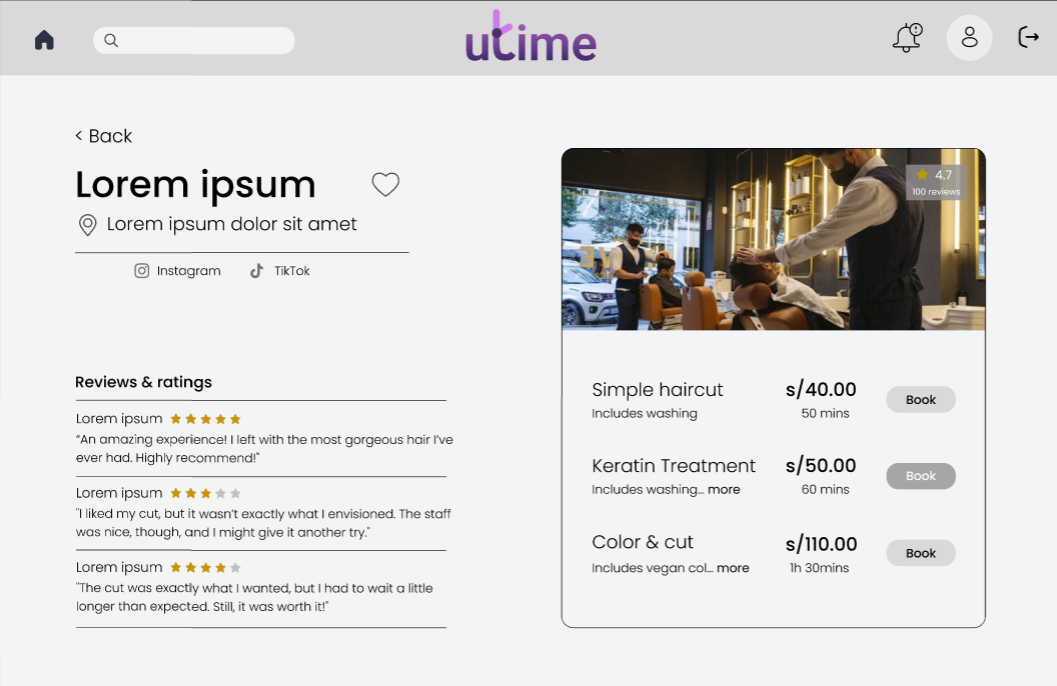 utime
< Back
Lorem ipsum
Lorem ipsum dolor sit amet
Instagram TikTok
Reviews & ratings
Lorem ipsum
“An amazing experience! I left with the most gorgeous hair I’ve
ever had. Highly recommend!"
Lorem ipsum
"I liked my cut, but it wasn’t exactly what I envisioned. The staff
was nice, though, and I might give it another try."
Lorem ipsum
"The cut was exactly what I wanted, but I had to wait a little
longer than expected. Still, it was worth it!"
4.7
100 reviews
Simple haircut s/40.00 Book
Includes washing 50 mins
Keratin Treatment s/50.00 Book
Includes washing... more 60 mins
Color & cut s/110.00 Book
Includes vegan col... more 1h 30mins